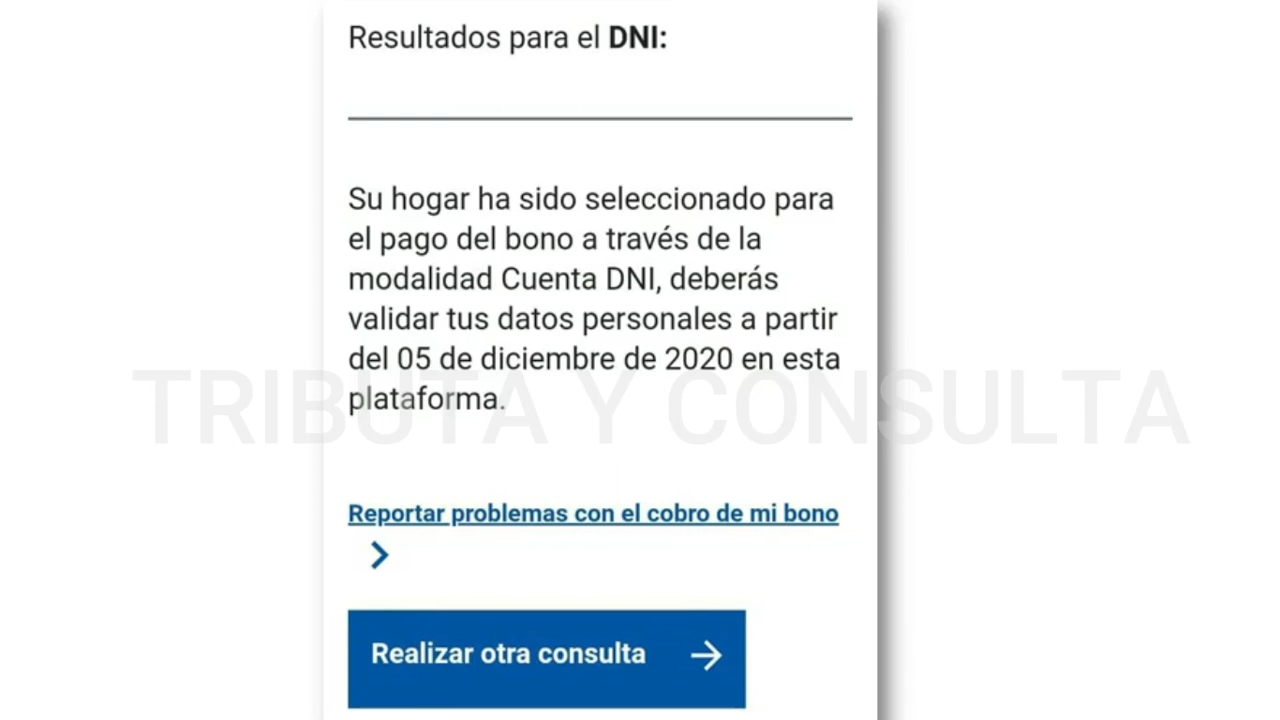 Resultados para el DNI:
Su hogar ha sido seleccionado para
el pago del bono a través de la
modalidad Cuenta DNI, deberás
validar tus datos personales a partir
del 05 de diciembre de 2020 en esta
plataforma.
TRIBUTA Y CONSULTA
Reportar problemas con el cobro de mi bono
Realizar otra consulta